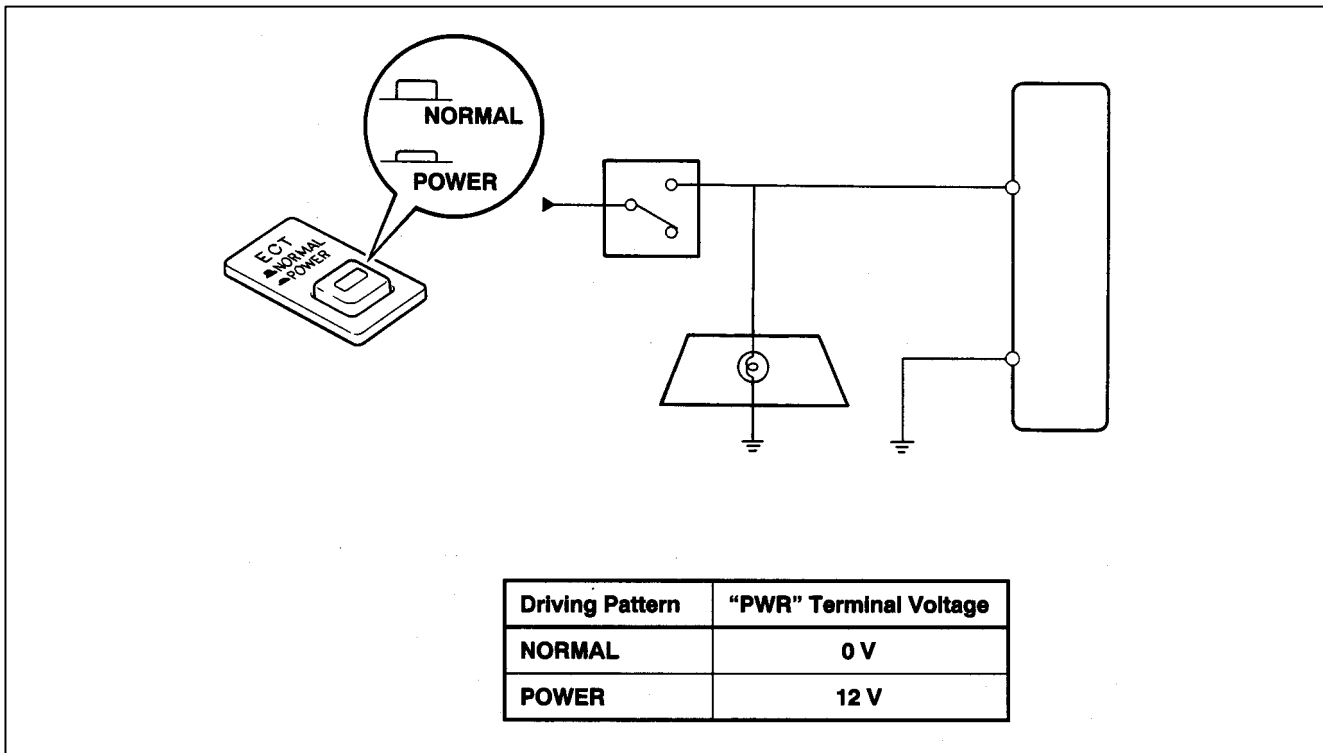 NORMAL
POWER
ECT
NORMAL
POWER
Driving Pattern "PWR" Terminal Voltage
NORMAL 0 V
POWER 12 V